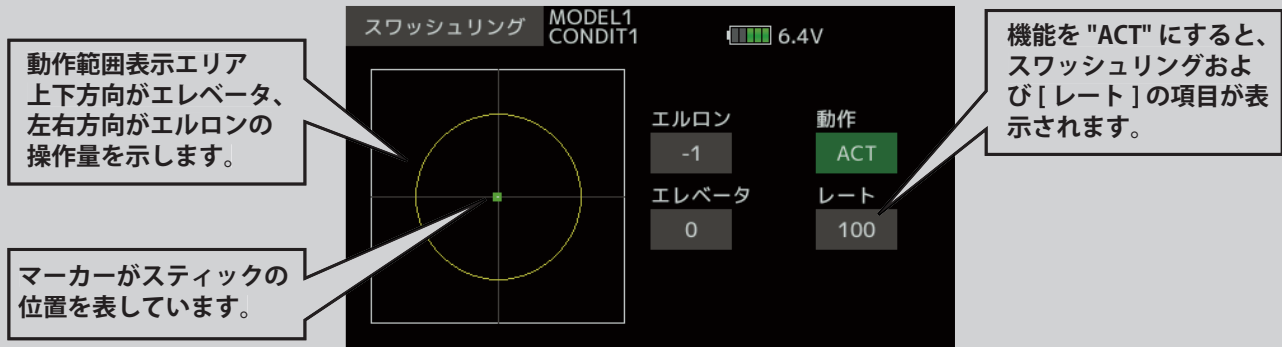 動作範囲表示エリア
上下方向がエレベータ、
左右方向がエルロンの
操作量を示します。
マーカーがスティックの
位置を表しています。
スワッシュリング
MODEL1
CONDIT1
6.4V
エルロン
動作
-1
ACT
エレベータ
レート
0
100
機能を "ACT" にすると、
スワッシュリングおよ
び [ レート ] の項目が表
示されます。